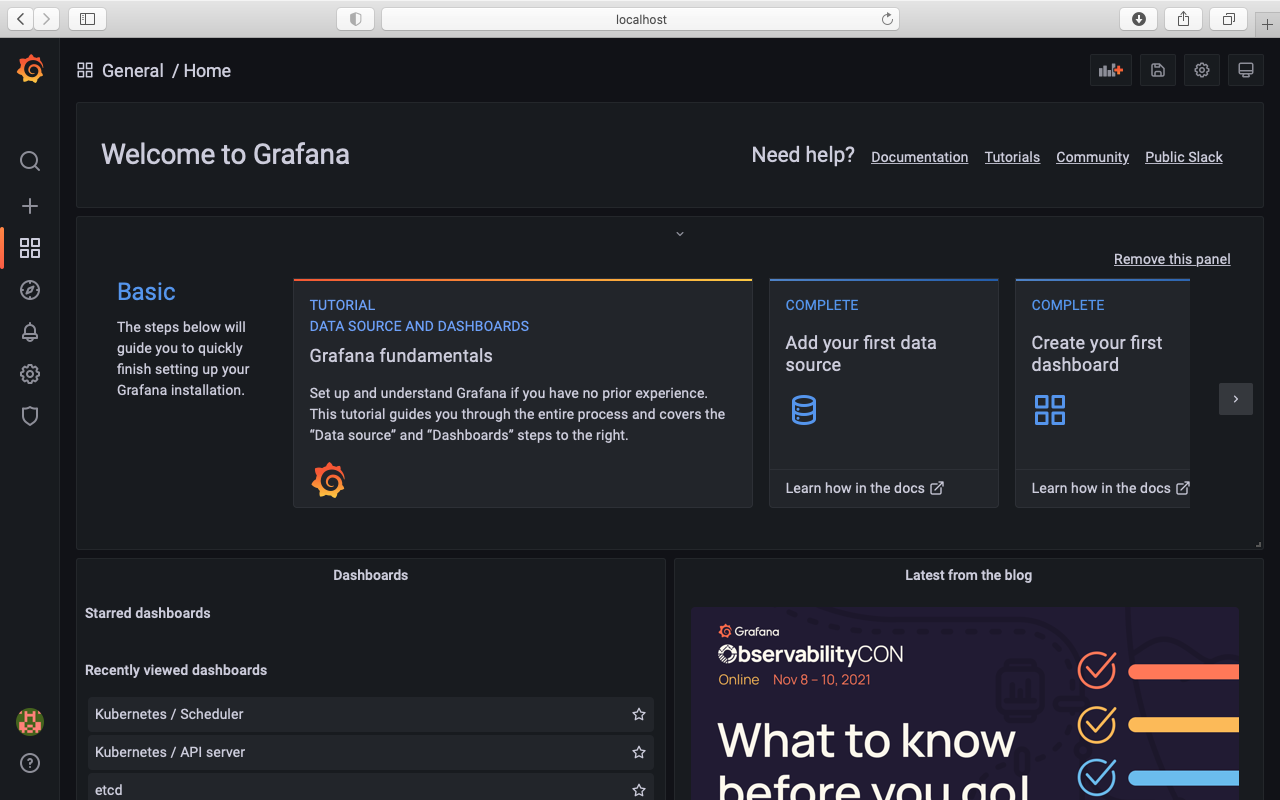 localhost
General / Home
Welcome to Grafana
Need help? Documentation Tutorials Community Public Slack
Remove this panel
Basic
The steps below will
guide you to quickly
finish setting up your
Grafana installation.
TUTORIAL
DATA SOURCE AND DASHBOARDS
Grafana fundamentals
Set up and understand Grafana if you have no prior experience.
This tutorial guides you through the entire process and covers the
“Data source” and “Dashboards” steps to the right.
COMPLETE
Add your first data
source
Learn how in the docs
COMPLETE
Create your first
dashboard
Learn how in the docs
Dashboards
Starred dashboards
Recently viewed dashboards
Kubernetes / Scheduler
Kubernetes / API server
etcd
Latest from the blog
Grafana
ObservabilityCON
Online Nov 8 – 10, 2021
What to know
before you go!